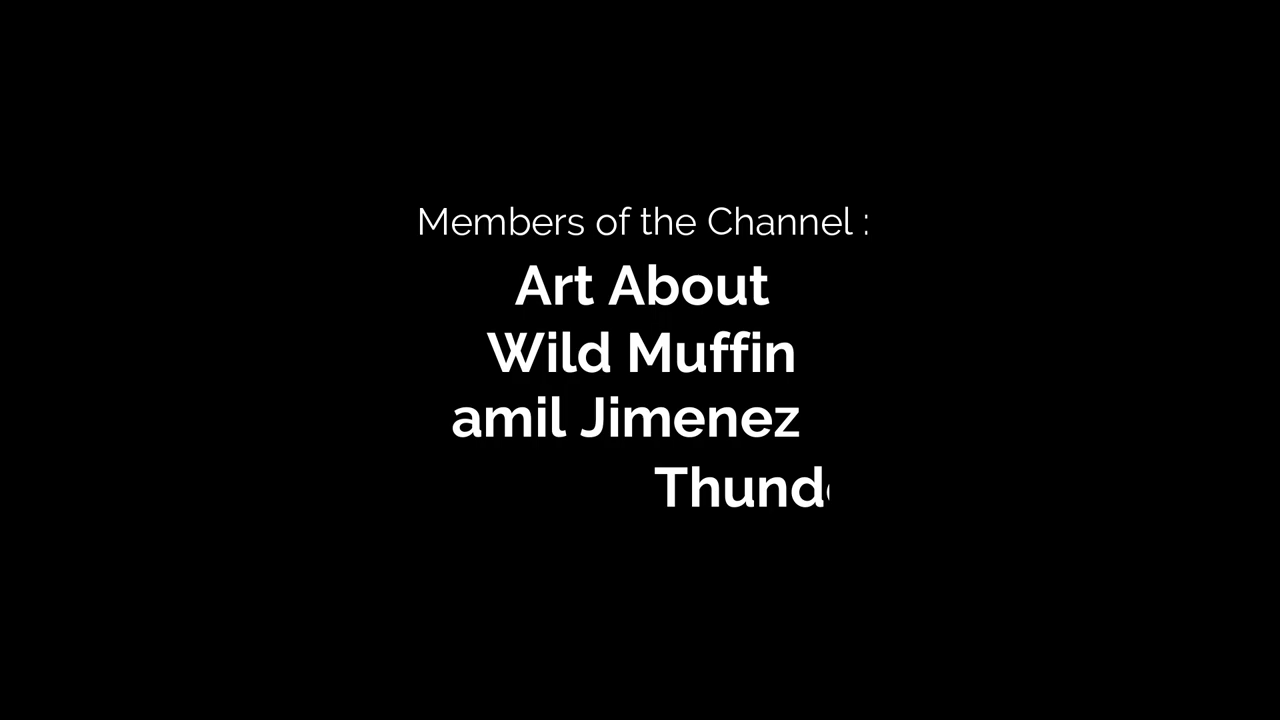 Members of the Channel :
Art About
Wild Muffin
amil Jimenez
Thund